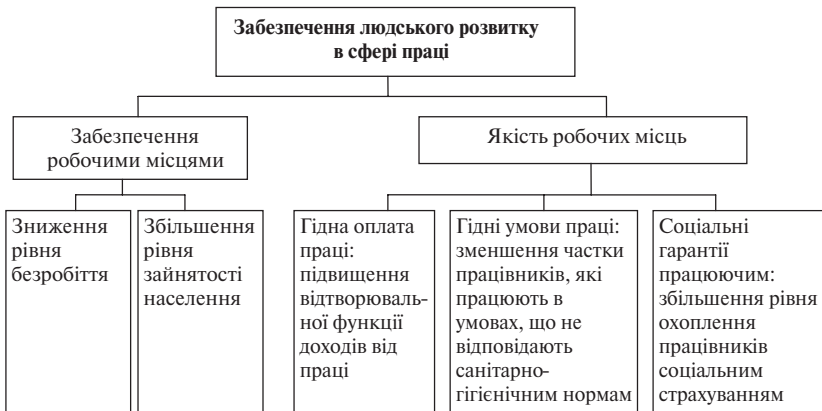 Забезпечення людського розвитку
в сфері праці
Забезпечення
робочими місцями
Якість робочих місць
Зниження
рівня
безробіття
Збільшення
рівня
зайнятості
населення
Гідна оплата
праці:
підвищення
відтворюваль-
ної функції
доходів від
праці
Гідні умови праці:
зменшення частки
працівників, які
працюють в
умовах, що не
відповідають
санітарно-
гігієнічним нормам
Соціальні
гарантії
працюючим:
збільшення рівня
охоплення
працівників
соціальним
страхуванням